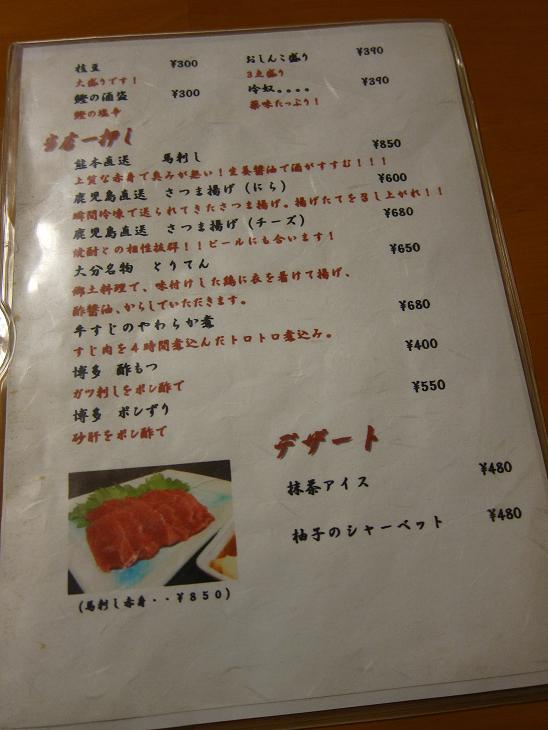 枝豆 ¥300
大盛りです！
鰹の酒盗 ¥300
鰹の塩辛
おしんこ盛り ¥390
3点盛り
冷奴。。。。 ¥390
薬味たっぷり！
当店一押し
熊本直送 馬刺し ¥850
上質な赤身で臭みが無い！生姜醤油で酒がすすむ！！！
鹿児島直送 さつま揚げ（にら） ¥600
瞬間冷味で送られてきたさつま揚げ。揚げたてを召し上がれ！！
鹿児島直送 さつま揚げ（チーズ） ¥680
焼酎との相性抜群！！ビールにも合います！
大分名物 とりてん ¥650
郷土料理で、味付けした鶏に衣を着けて揚げ、
酢醤油、からしでいただきます。
牛すじのやわらか煮 ¥680
すじ肉を４時間煮込んだトロトロ煮込み。
博多 酢もつ ¥400
ガツ刺しをポン酢で
博多 ポンずり ¥550
砂肝をポン酢で
デザート
抹茶アイス ¥480
柚子のシャーベット ¥480
（馬刺し赤身・・¥850）